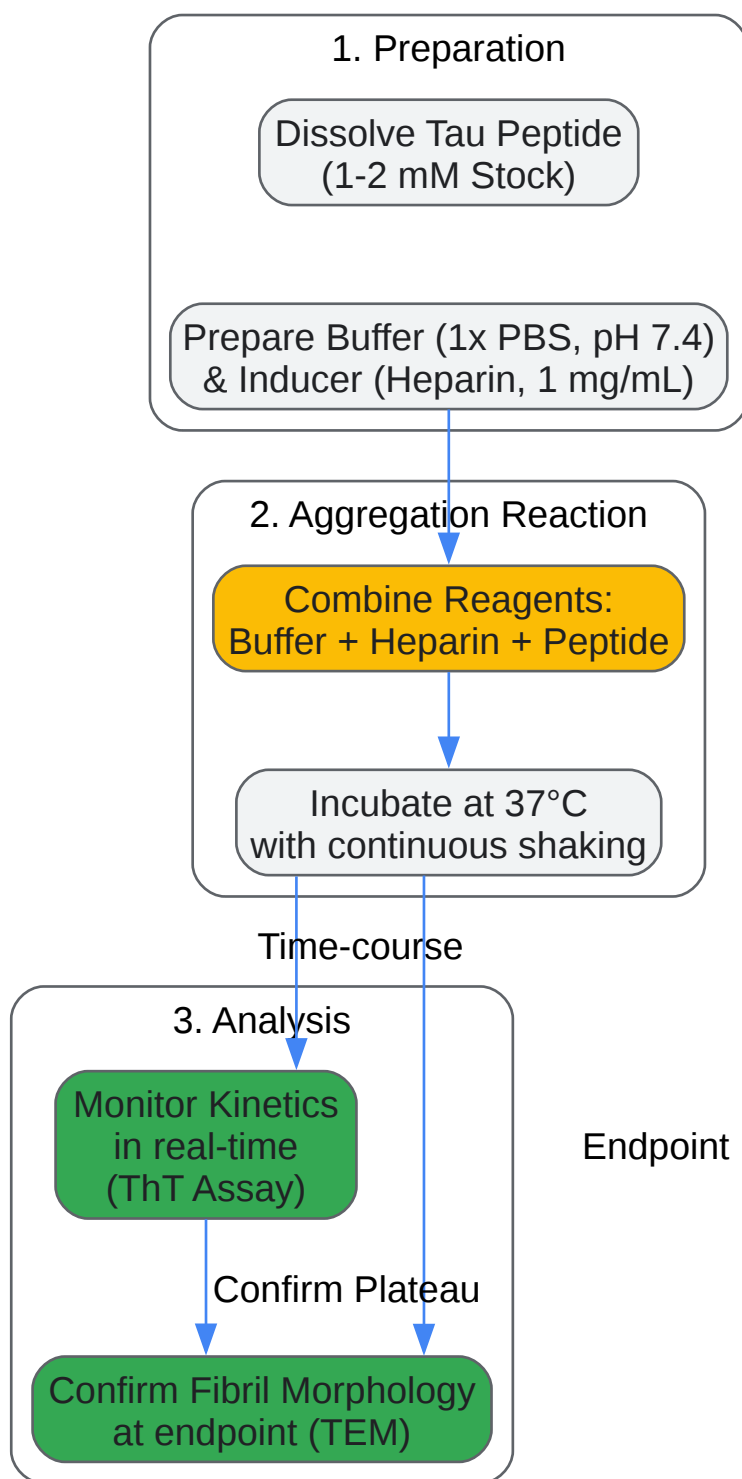 1. Preparation
Dissolve Tau Peptide
(1-2 mM Stock)
Prepare Buffer (1x PBS, pH 7.4)
& Inducer (Heparin, 1 mg/mL)
2. Aggregation Reaction
Combine Reagents:
Buffer + Heparin + Peptide
Incubate at 37°C
with continuous shaking
Time-course
3. Analysis
Monitor Kinetics
in real-time
(ThT Assay)
Endpoint
Confirm Plateau
Confirm Fibril Morphology
at endpoint (TEM)